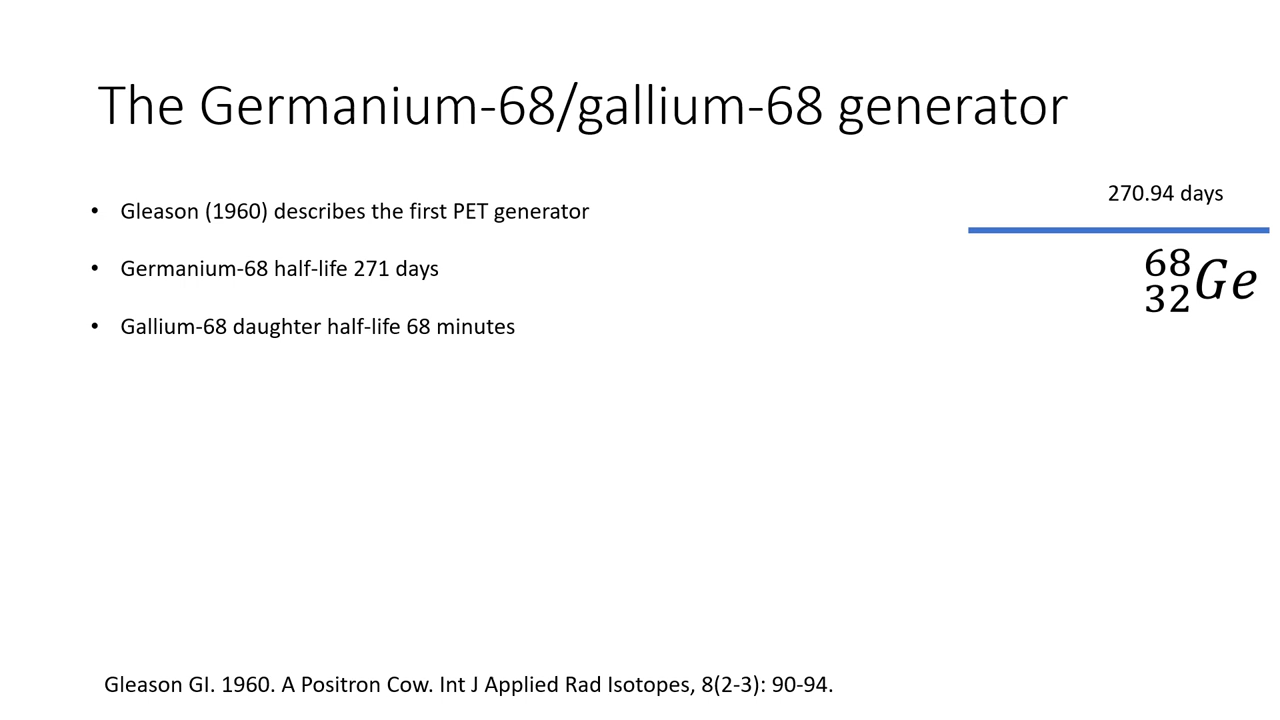 The Germanium-68/gallium-68 generator
• Gleason (1960) describes the first PET generator
• Germanium-68 half-life 271 days
• Gallium-68 daughter half-life 68 minutes
270.94 days
68
32 Ge
Gleason GI. 1960. A Positron Cow. Int J Applied Rad Isotopes, 8(2-3): 90-94.